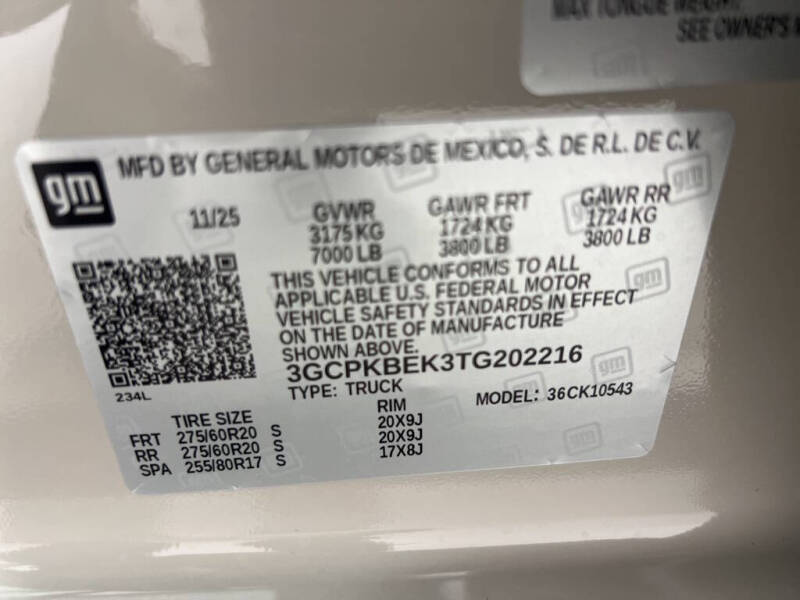 MAX TONGUE WEIGHT:
SEE OWNER'S
gm
MFD BY GENERAL MOTORS DE MEXICO, S. DE R.L. DE C.V.
11/25
GVWR
3175 KG
7000 LB
GAWR FRT
1724 KG
3800 LB
GAWR RR
1724 KG
3800 LB
THIS VEHICLE CONFORMS TO ALL
APPLICABLE U.S. FEDERAL MOTOR
VEHICLE SAFETY STANDARDS IN EFFECT
ON THE DATE OF MANUFACTURE
SHOWN ABOVE.
3GCPKBEK3TG202216
TYPE: TRUCK
MODEL: 36CK10543
234L
TIRE SIZE RIM
FRT 275/60R20 S 20X9J
RR 275/60R20 S 20X9J
SPA 255/80R17 S 17X8J